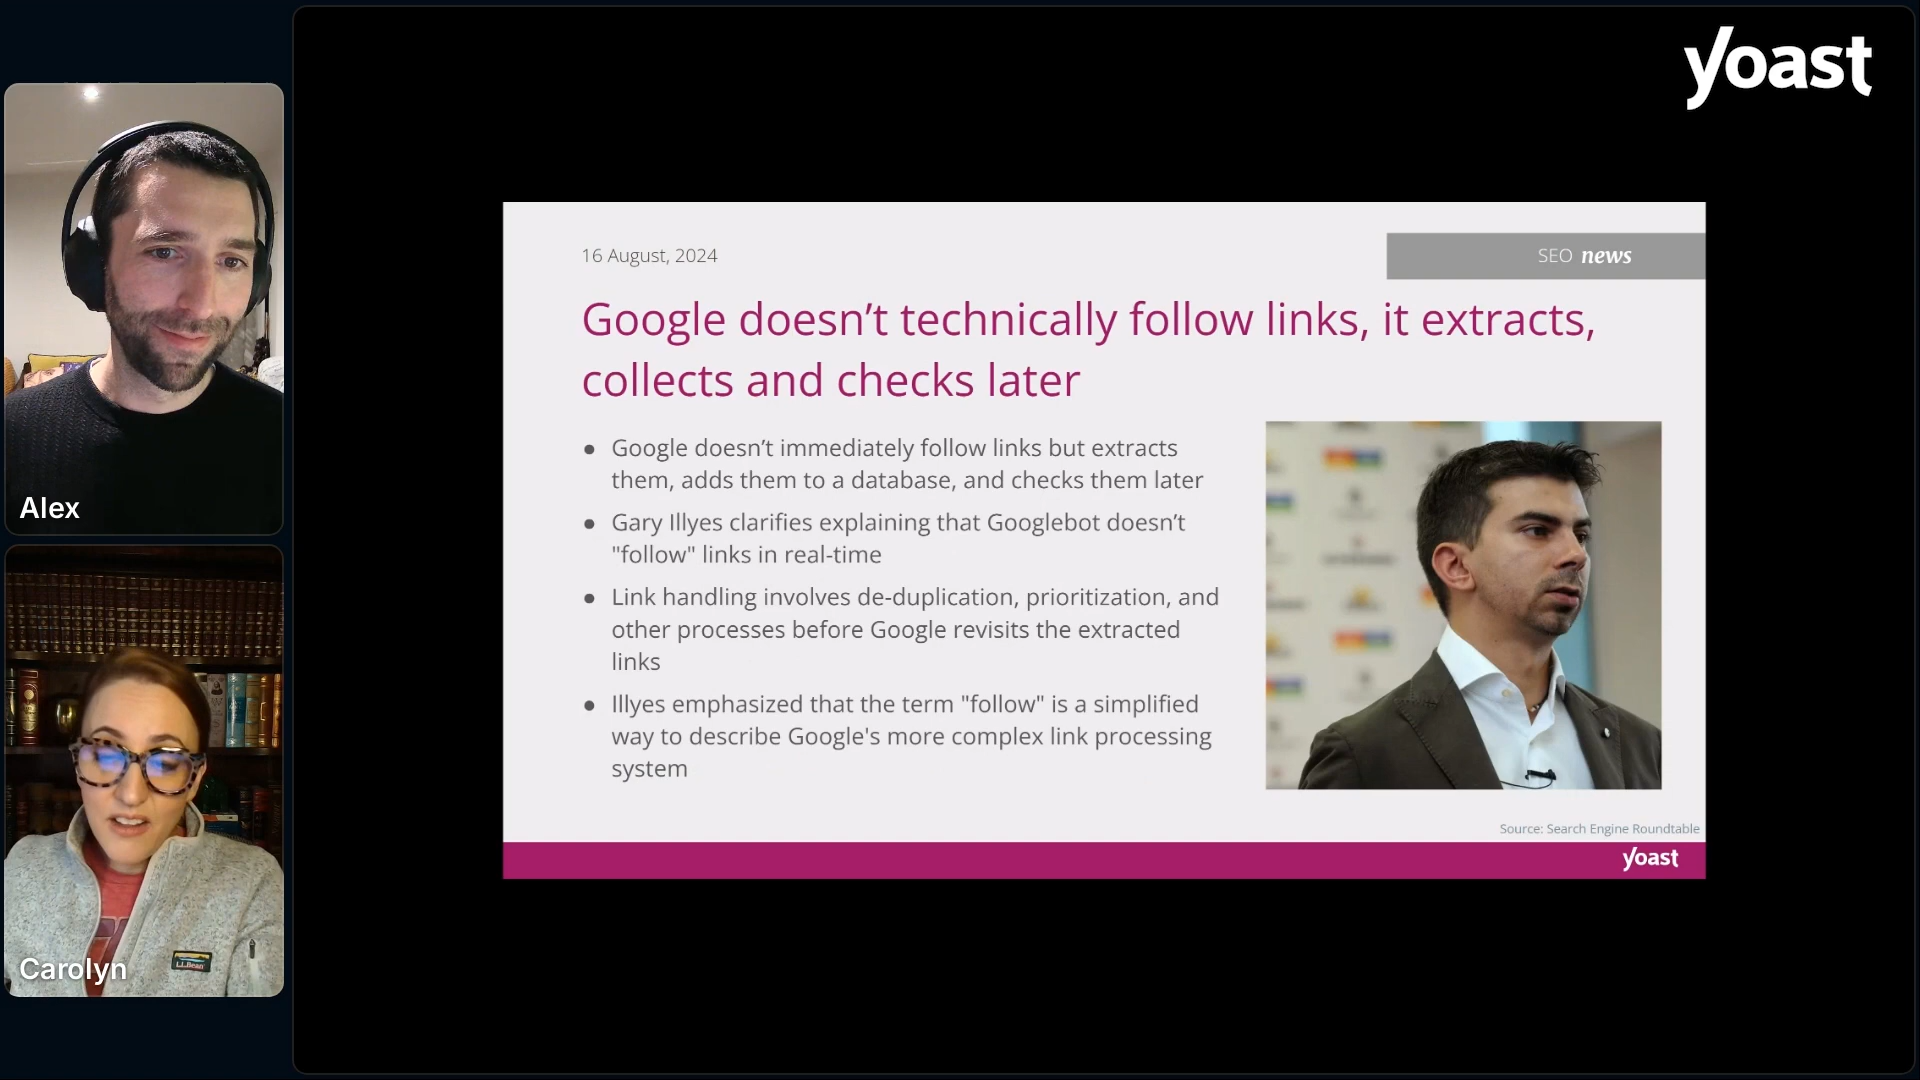 yoast
16 August, 2024
SEO news
Google doesn’t technically follow links, it extracts,
collects and checks later
● Google doesn’t immediately follow links but extracts
them, adds them to a database, and checks them later
● Gary Illyes clarifies explaining that Googlebot doesn’t
"follow" links in real-time
● Link handling involves de-duplication, prioritization, and
other processes before Google revisits the extracted
links
● Illyes emphasized that the term "follow" is a simplified
way to describe Google's more complex link processing
system
Source: Search Engine Roundtable
yoast
Alex
Carolyn
L.L.Bean